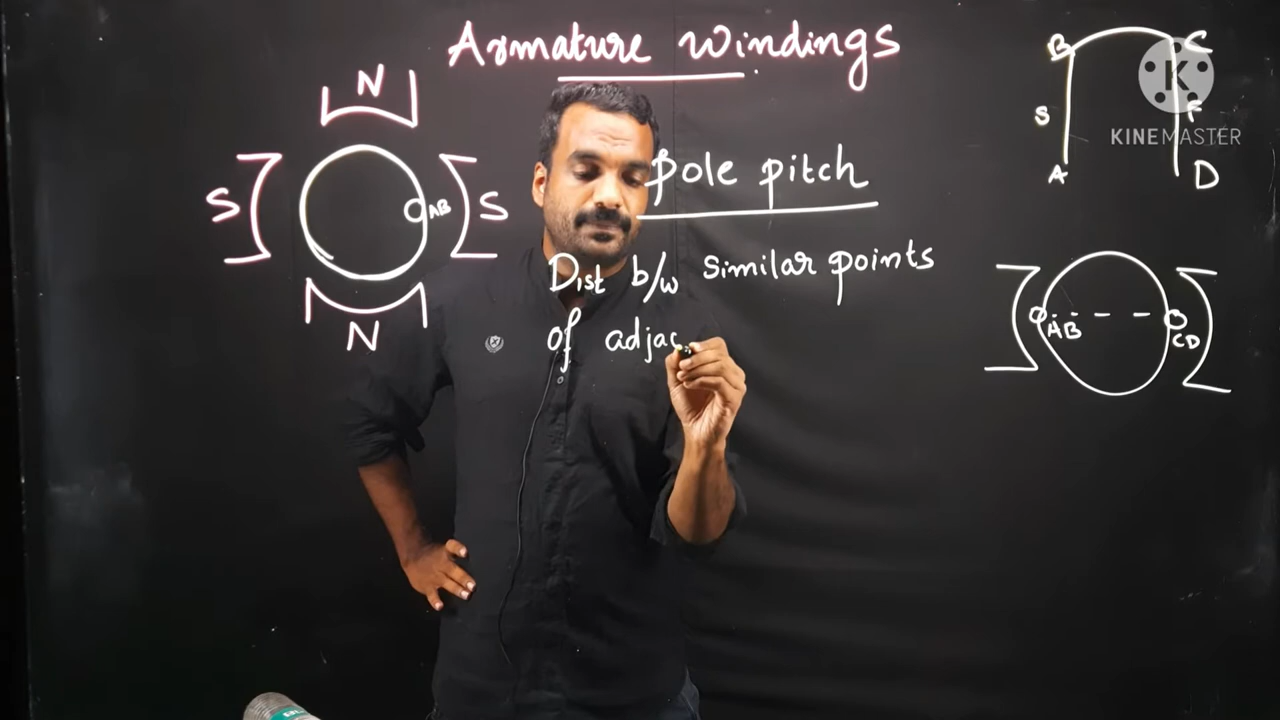 Armature windings
N
S
AB
S
N
Pole pitch
Dist b/w similar points
of adjac
B
C
S
F
A
D
AB
CD
KINEMASTER